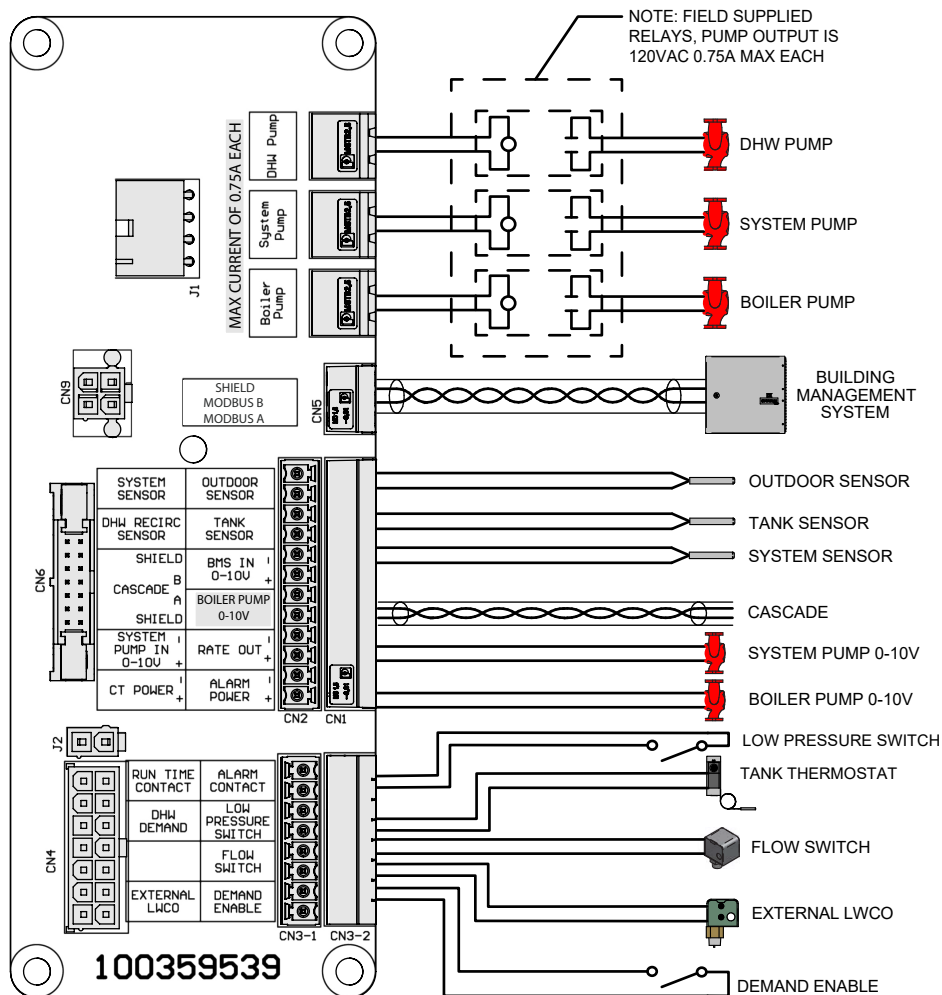 NOTE: FIELD SUPPLIED
RELAYS, PUMP OUTPUT IS
120VAC 0.75A MAX EACH
MAX CURRENT OF 0.75A EACH
DHW Pump
System
Pump
Boiler
Pump
J1
DHW PUMP
SYSTEM PUMP
BOILER PUMP
CN9
SHIELD
MODBUS B
MODBUS A
CN5
BUILDING
MANAGEMENT
SYSTEM
SYSTEM
SENSOR
OUTDOOR
SENSOR
DHW RECIRC
SENSOR
TANK
SENSOR
SHIELD
B
CASCADE
A
SHIELD
BMS IN -
0-10V +
BOILER PUMP
0-10V
SYSTEM -
PUMP IN
0-10V +
RATE OUT - +
CT POWER - +
ALARM -
POWER +
CN6
CN2
CN1
OUTDOOR SENSOR
TANK SENSOR
SYSTEM SENSOR
CASCADE
SYSTEM PUMP 0-10V
BOILER PUMP 0-10V
J2
LOW PRESSURE SWITCH
TANK THERMOSTAT
RUN TIME
CONTACT
ALARM
CONTACT
DHW
DEMAND
LOW
PRESSURE
SWITCH
FLOW
SWITCH
EXTERNAL
LWCO
DEMAND
ENABLE
CN4
CN3-1
CN3-2
FLOW SWITCH
EXTERNAL LWCO
DEMAND ENABLE
100359539